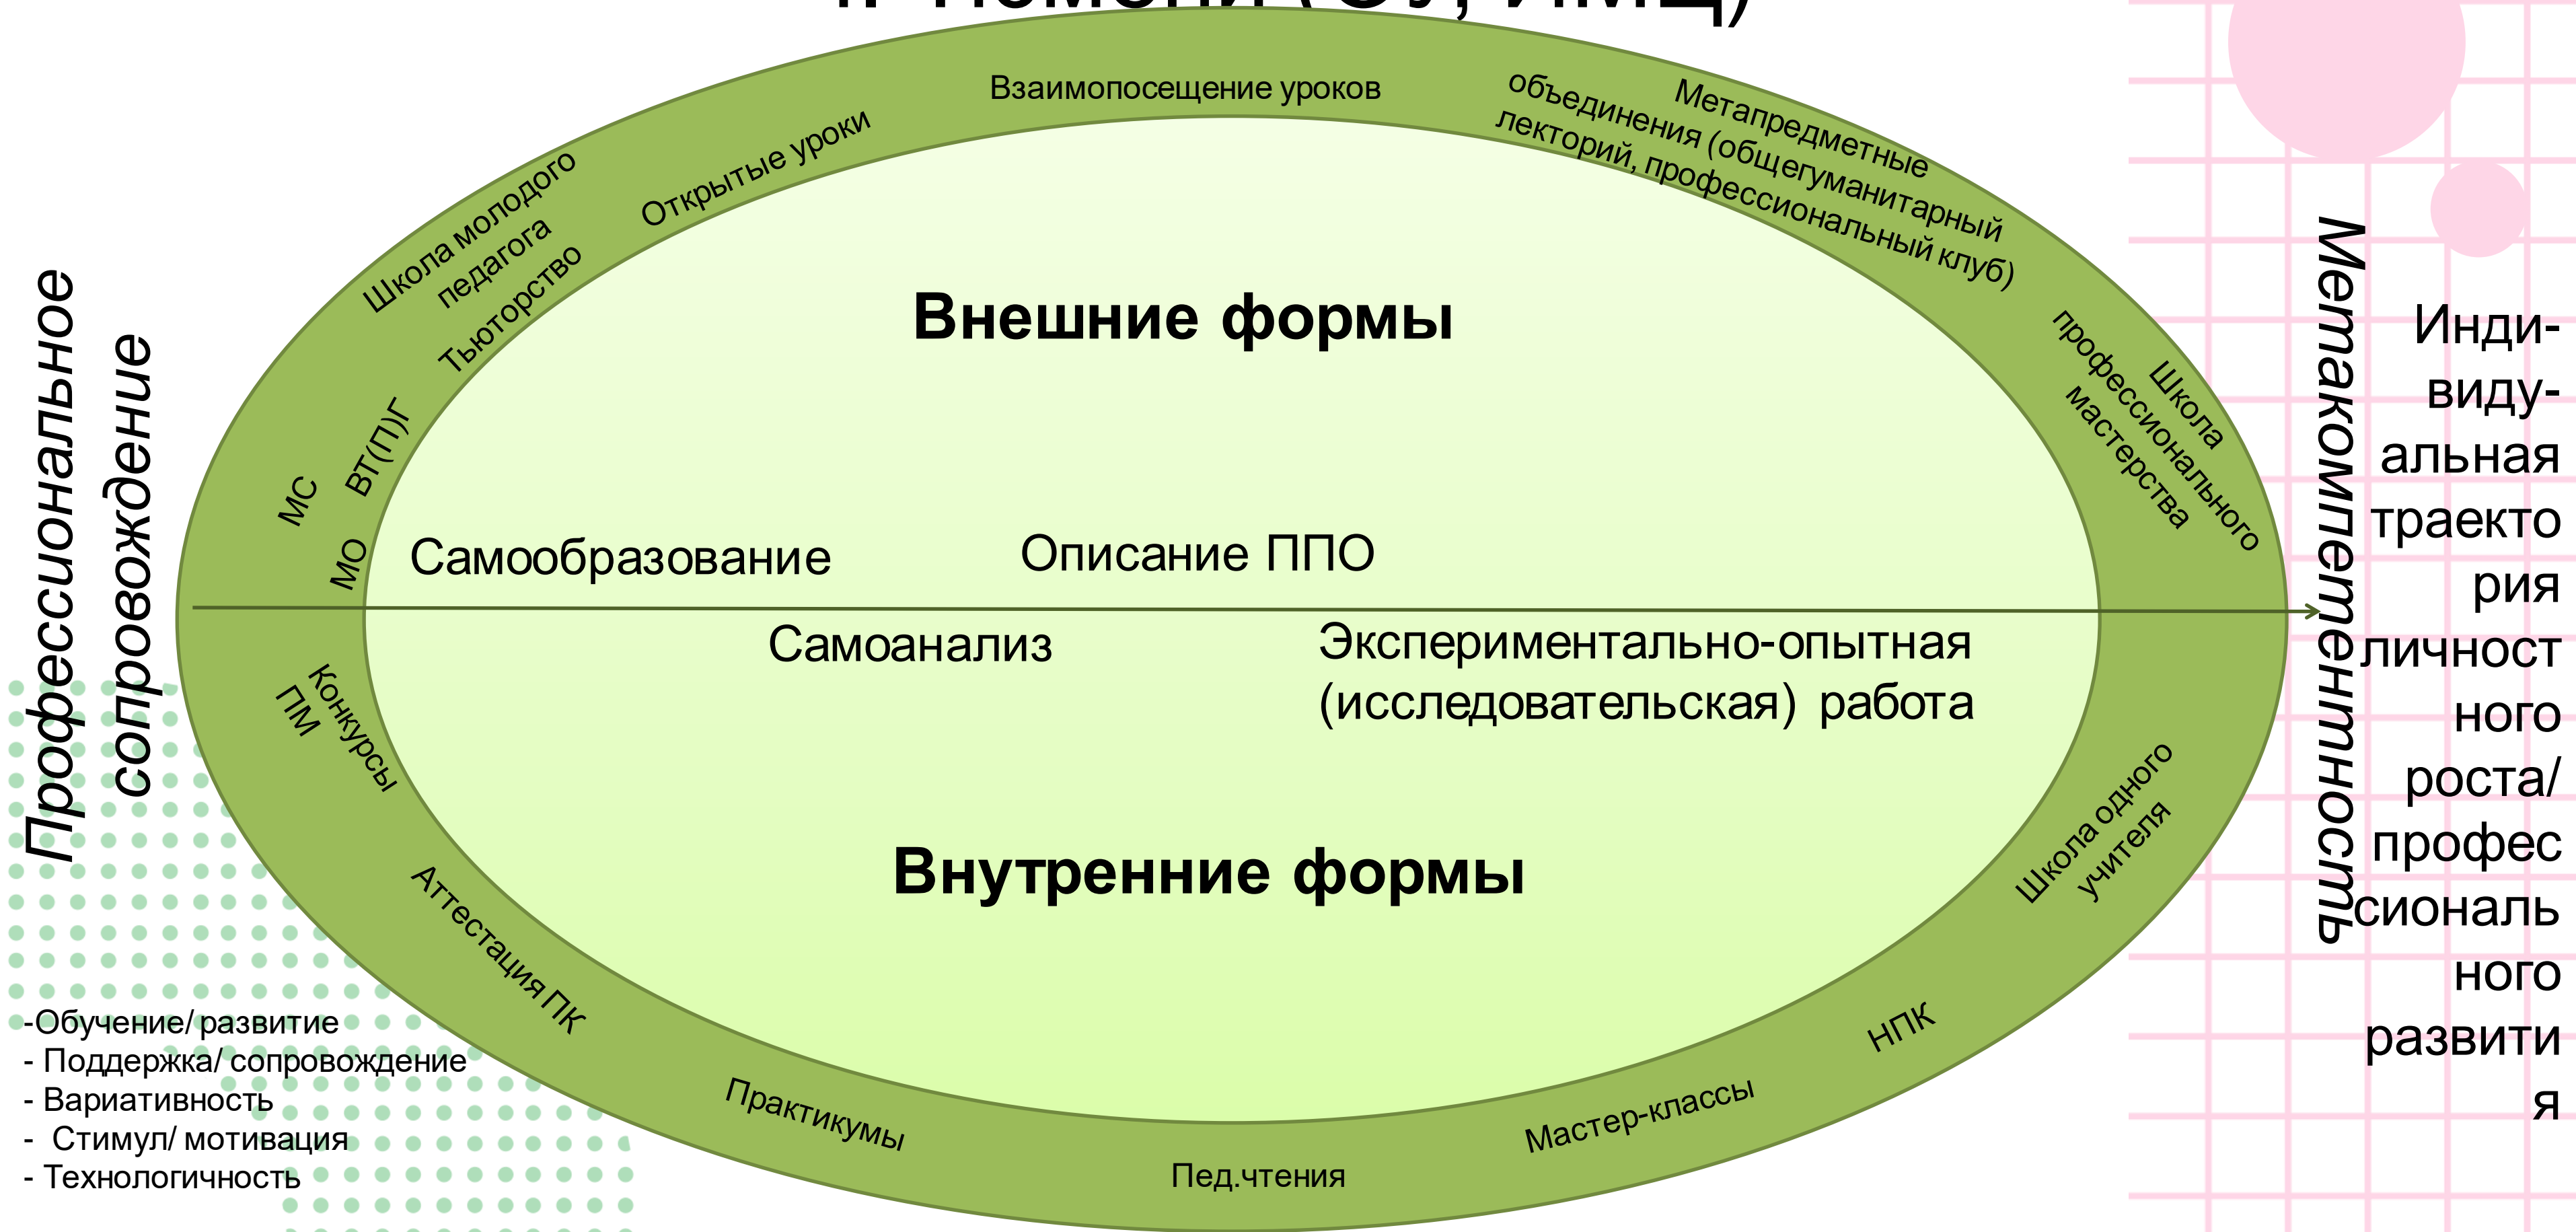 г. Тюмени (ОУ, ИМЦ)
Взаимопосещение уроков
Открытые уроки
Метапредметные
объединения (общегуманитарный
лекторий, профессиональный клуб)
Школа молодого
педагога
Тьюторство
ВТ(П)Г
МС
МО
Школа
профессионального
мастерства
Внешние формы
Самообразование
Описание ППО
Самоанализ
Экспериментально-опытная
(исследовательская) работа
Внутренние формы
Конкурсы
ПМ
Аттестация ПК
Практикумы
Пед.чтения
Мастер-классы
НПК
Школа одного
учителя
Профессиональное
сопровождение
-Обучение/ развитие
- Поддержка/ сопровождение
- Вариативность
- Стимул/ мотивация
- Технологичность
Метакомпетентность
Инди-
виду-
альная
траекто
рия
личност
ного
роста/
профес
сиональ
ного
развити
я